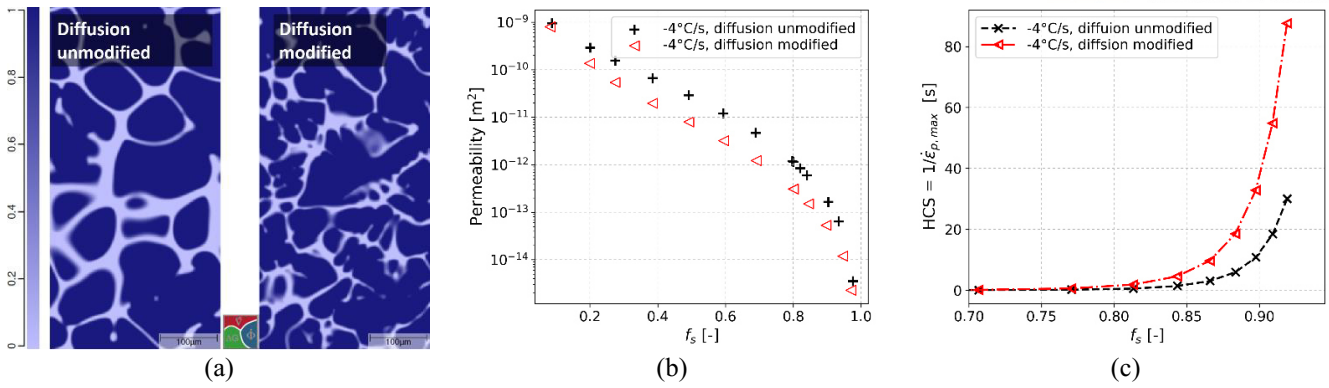 Diffusion
unmodified
Diffusion
modified
1
0.8
0.6
0.4
0.2
0
100μm
100μm
ΔG
Φ
(a)
-4°C/s, diffusion unmodified
-4°C/s, diffusion modified
Permeability [m²]
10⁻⁹
10⁻¹⁰
10⁻¹¹
10⁻¹²
10⁻¹³
10⁻¹⁴
0.2 0.4 0.6 0.8 1.0
fₛ [-]
(b)
-4°C/s, diffuion unmodified
-4°C/s, diffsion modified
HCS = 1/ε̇ₚ,ₘₐₓ [s]
80
60
40
20
0
0.70 0.75 0.80 0.85 0.90
fₛ [-]
(c)